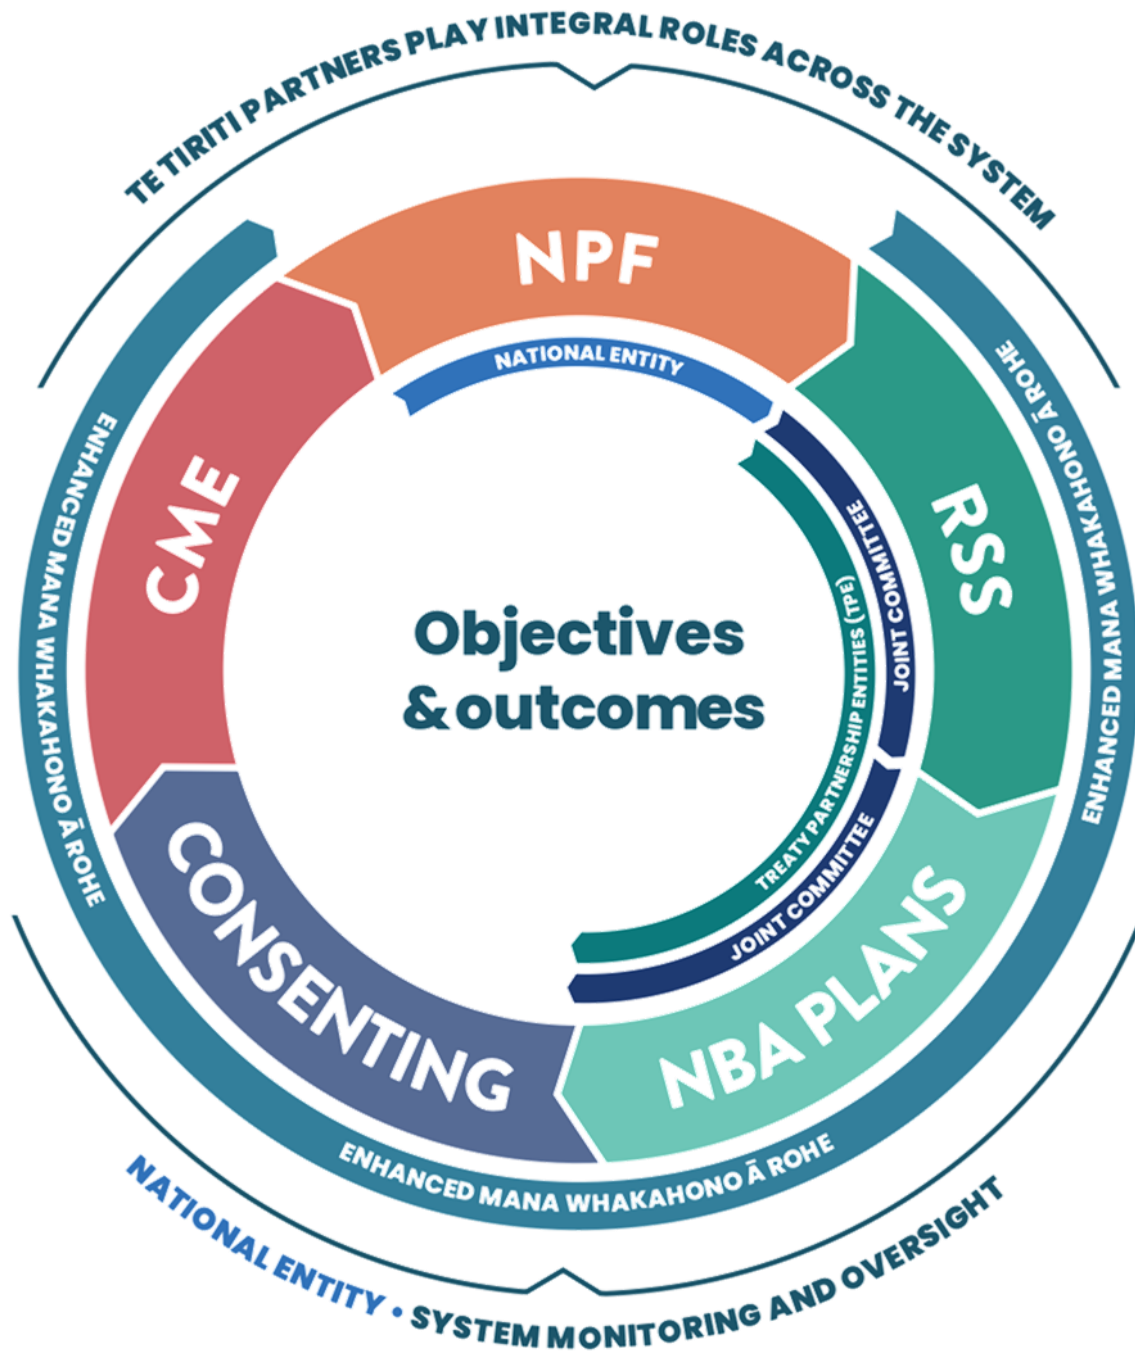 TE TIRITI PARTNERS PLAY INTEGRAL ROLES ACROSS THE SYSTEM
NPF
NATIONAL ENTITY
RSS
JOINT COMMITTEE
TREATY PARTNERSHIP ENTITIES (TPE)
ENHANCED MANA WHAKAHONO Ā ROHE
CME
ENHANCED MANA WHAKAHONO Ā ROHE
Objectives
& outcomes
NBA PLANS
JOINT COMMITTEE
CONSENTING
ENHANCED MANA WHAKAHONO Ā ROHE
NATIONAL ENTITY • SYSTEM MONITORING AND OVERSIGHT